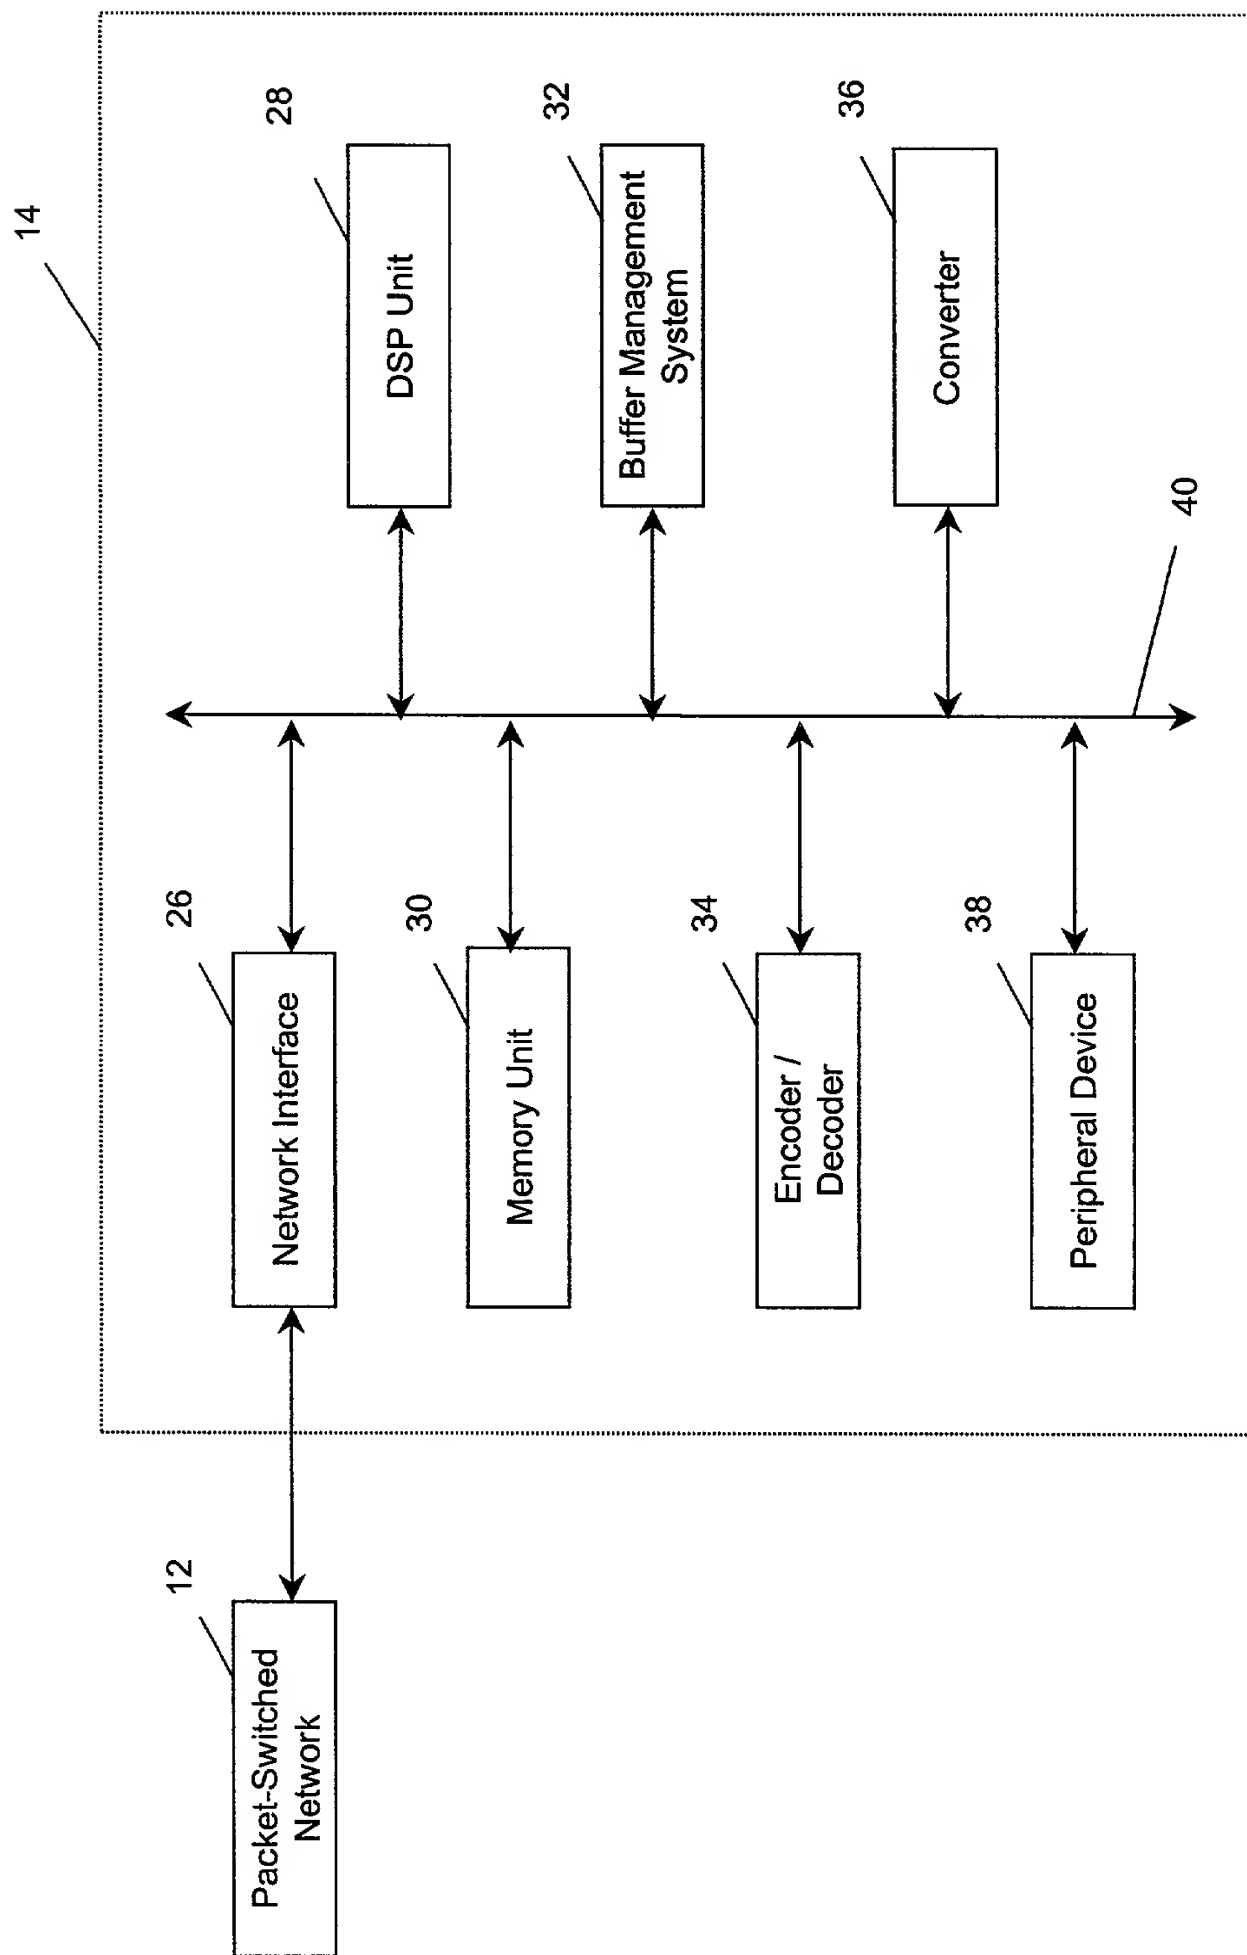 14
12
Packet-Switched
Network
26
Network Interface
28
DSP Unit
30
Memory Unit
32
Buffer Management
System
34
Encoder /
Decoder
36
Converter
38
Peripheral Device
40